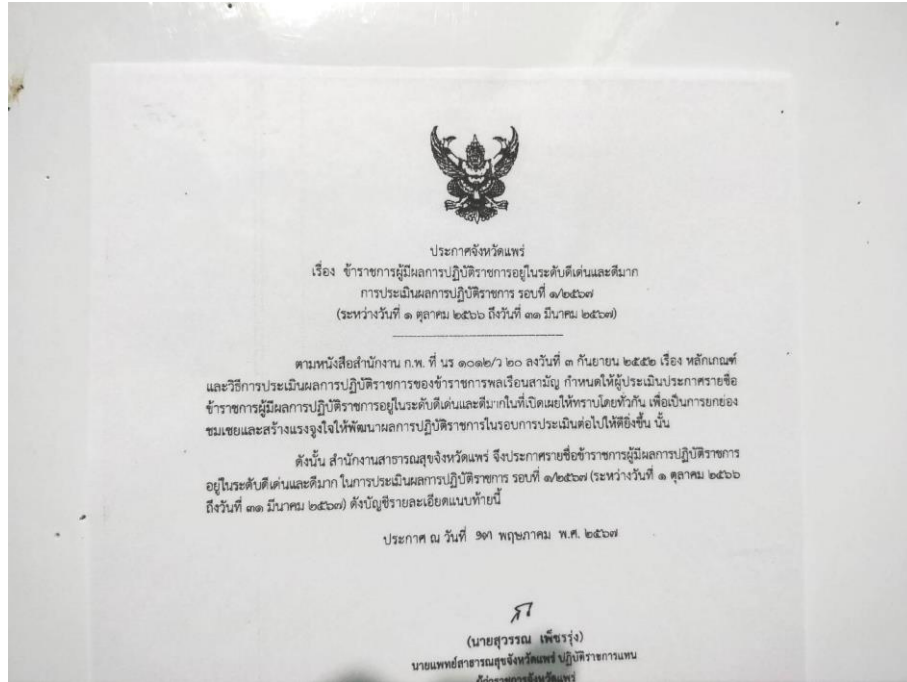 ประกาศจังหวัดแพร่
เรื่อง ข้าราชการผู้มีผลการปฏิบัติราชการอยู่ในระดับดีเด่นและดีมาก
การประเมินผลการปฏิบัติราชการ รอบที่ ๑/๒๕๖๗
(ระหว่างวันที่ ๑ ตุลาคม ๒๕๖๖ ถึงวันที่ ๓๑ มีนาคม ๒๕๖๗)
ตามหนังสือสำนักงาน ก.พ. ที่ นร ๑๐๑๒/ว ๒๐ ลงวันที่ ๓ กันยายน ๒๕๕๒ เรื่อง หลักเกณฑ์
และวิธีการประเมินผลการปฏิบัติราชการของข้าราชการพลเรือนสามัญ กำหนดให้ผู้ประเมินประกาศรายชื่อ
ข้าราชการผู้มีผลการปฏิบัติราชการอยู่ในระดับดีเด่นและดีมากในที่เปิดเผยให้ทราบโดยทั่วกัน เพื่อเป็นการยกย่อง
ชมเชยและสร้างแรงจูงใจให้พัฒนาผลการปฏิบัติราชการในรอบการประเมินต่อไปให้ดียิ่งขึ้น นั้น
ดังนั้น สำนักงานสาธารณสุขจังหวัดแพร่ จึงประกาศรายชื่อข้าราชการผู้มีผลการปฏิบัติราชการ
อยู่ในระดับดีเด่นและดีมาก ในการประเมินผลการปฏิบัติราชการ รอบที่ ๑/๒๕๖๗ (ระหว่างวันที่ ๑ ตุลาคม ๒๕๖๖
ถึงวันที่ ๓๑ มีนาคม ๒๕๖๗) ดังบัญชีรายละเอียดแนบท้ายนี้
ประกาศ ณ วันที่ ๑๓ พฤษภาคม พ.ศ. ๒๕๖๗
(นายสุวรรณ เพ็ชรรุ่ง)
นายแพทย์สาธารณสุขจังหวัดแพร่ ปฏิบัติราชการแทน
ผู้ว่าราชการจังหวัดแพร่